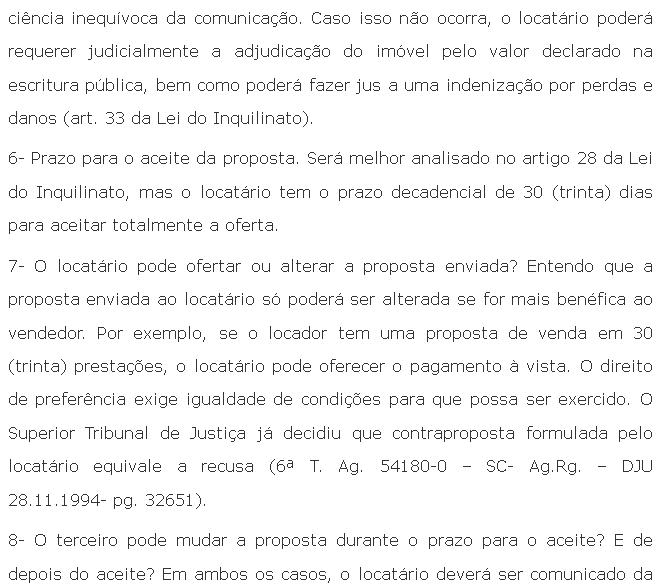 ciência inequívoca da comunicação. Caso isso não ocorra, o locatário poderá
requerer judicialmente a adjudicação do imóvel pelo valor declarado na
escritura pública, bem como poderá fazer jus a uma indenização por perdas e
danos (art. 33 da Lei do Inquilinato).
6- Prazo para o aceite da proposta. Será melhor analisado no artigo 28 da Lei
do Inquilinato, mas o locatário tem o prazo decadencial de 30 (trinta) dias
para aceitar totalmente a oferta.
7- O locatário pode ofertar ou alterar a proposta enviada? Entendo que a
proposta enviada ao locatário só poderá ser alterada se for mais benéfica ao
vendedor. Por exemplo, se o locador tem uma proposta de venda em 30
(trinta) prestações, o locatário pode oferecer o pagamento à vista. O direito
de preferência exige igualdade de condições para que possa ser exercido. O
Superior Tribunal de Justiça já decidiu que contraproposta formulada pelo
locatário equivale a recusa (6ª T. Ag. 54180-0 – SC- Ag.Rg. – DJU
28.11.1994- pg. 32651).
8- O terceiro pode mudar a proposta durante o prazo para o aceite? E de
depois do aceite? Em ambos os casos, o locatário deverá ser comunicado da